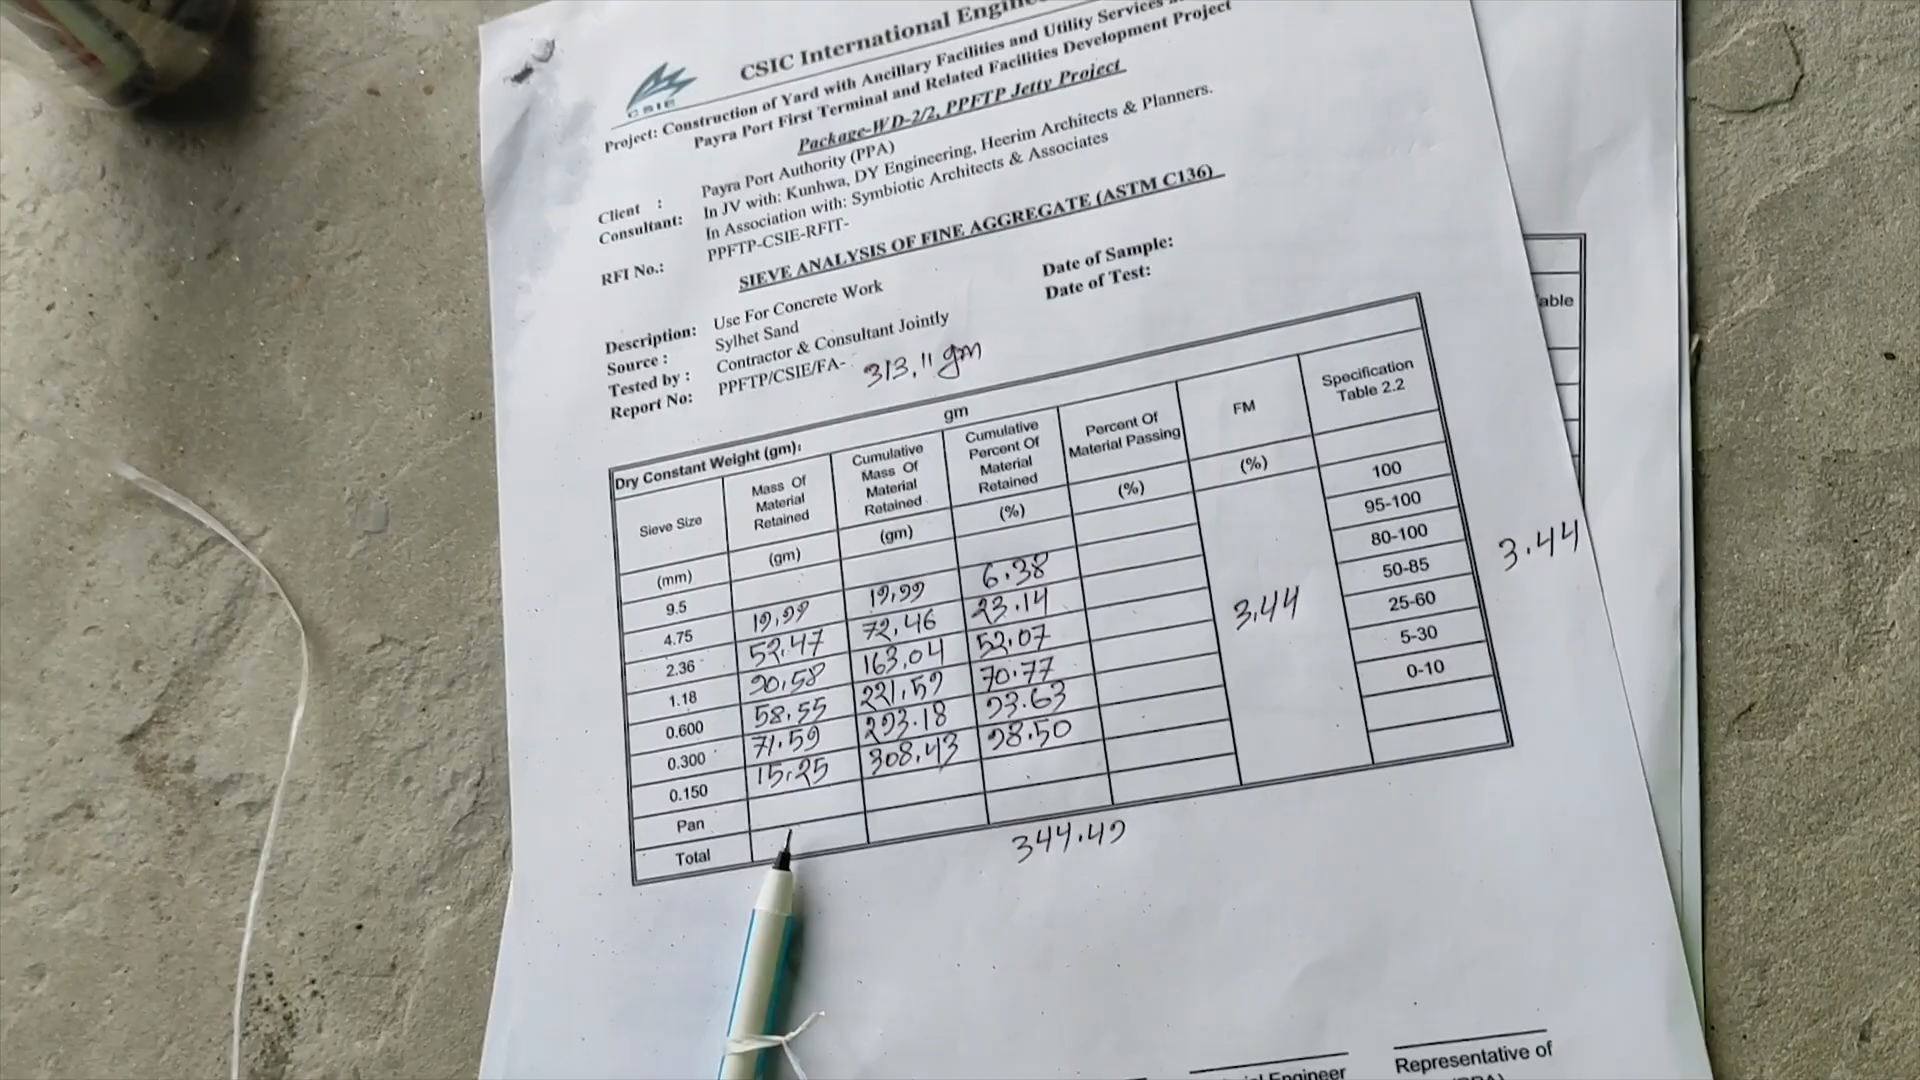 CSIC International Engine
CSIE
Project: Construction of Yard with Ancillary Facilities and Utility Services
Payra Port First Terminal and Related Facilities Development Project
Package-WD-2/2, PPFTP Jetty Project
Client : Payra Port Authority (PPA)
Consultant: In JV with: Kunhwa, DY Engineering, Heerim Architects & Planners.
In Association with: Symbiotic Architects & Associates
RFI No.: PPFTP-CSIE-RFIT-
SIEVE ANALYSIS OF FINE AGGREGATE (ASTM C136)
Date of Sample:
Date of Test:
Description: Use For Concrete Work
Source : Sylhet Sand
Tested by : Contractor & Consultant Jointly
Report No: PPFTP/CSIE/FA- 313.11 gm
Dry Constant Weight (gm): gm
Sieve Size Mass Of Material Retained Cumulative Mass Of Material Retained Cumulative Percent Of Material Retained Percent Of Material Passing FM Specification Table 2.2
(mm) (gm) (gm) (%) (%) (%)
9.5 100
4.75 19.99 19.99 6.38 95-100
2.36 52.47 72.46 23.14 80-100
1.18 90.58 163.04 52.07 50-85
0.600 58.55 221.59 70.77 3.44 25-60
0.300 71.59 293.18 93.63 5-30
0.150 15.25 308.43 98.50 0-10
Pan
Total
344.49
3.44
able
Engineer
Representative of